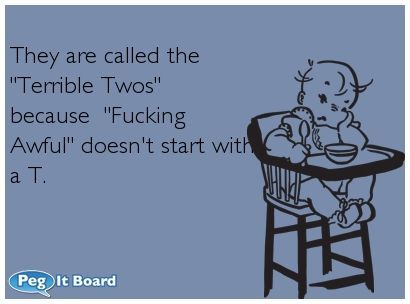 They are called the
"Terrible Twos"
because "Fucking
Awful" doesn't start with
a T.
Peg It Board